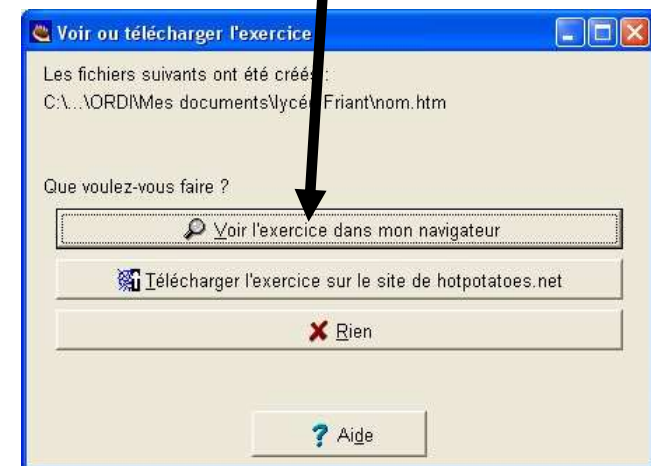 Voir ou télécharger l'exercice
Les fichiers suivants ont été créés :
C:\...\ORDI\Mes documents\lycée Friant\nom.htm
Que voulez-vous faire ?
Voir l'exercice dans mon navigateur
Télécharger l'exercice sur le site de hotpotatoes.net
Rien
Aide